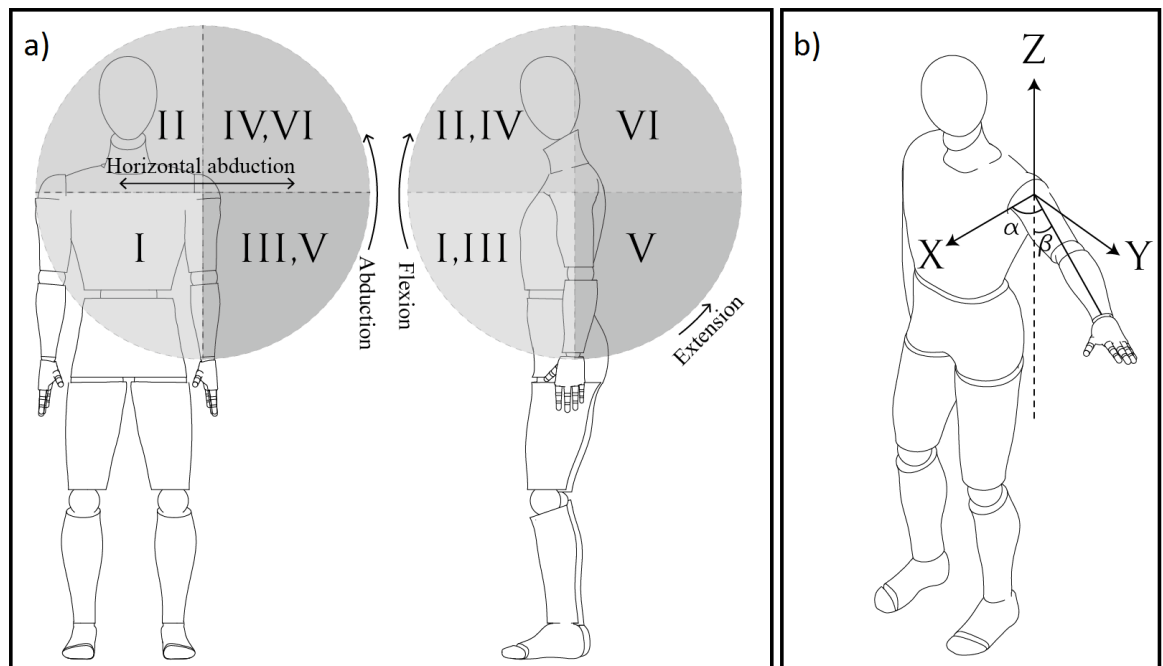 a)
II
IV,VI
Horizontal abduction
I
III,V
Abduction
Flexion
II,IV
VI
I,III
V
Extension
b)
Z
α
β
X
Y